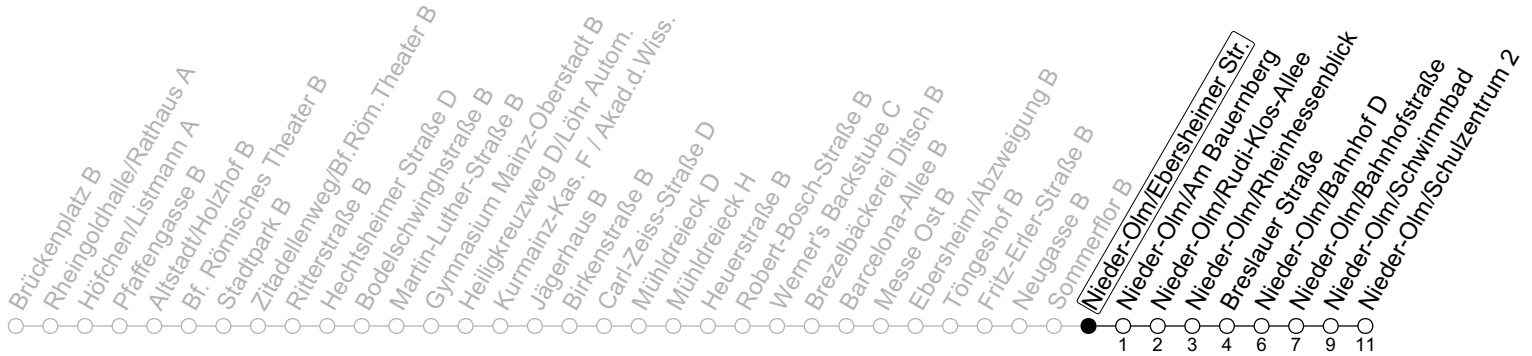 Brückenplatz B
Rheingoldhalle/Rathaus A
Höfchen/Listmann A
Pfaffengasse B
Altstadt/Holzhof B
Bf. Römisches Theater B
Stadtpark B
Zitadellenweg/Bf.Röm.Theater B
Ritterstraße B
Hechtsheimer Straße D
Bodelschwinghstraße B
Martin-Luther-Straße B
Gymnasium Mainz-Oberstadt B
Heiligkreuzweg D/Löhr Autom.
Kurmainz-Kas. F / Akad.d.Wiss.
Jägerhaus B
Birkenstraße B
Carl-Zeiss-Straße D
Mühldreieck D
Mühldreieck H
Heuerstraße B
Robert-Bosch-Straße B
Werner's Backstube C
Brezelbäckerei Ditsch B
Barcelona-Allee B
Messe Ost B
Ebersheim/Abzweigung B
Töngeshof B
Fritz-Erler-Straße B
Neugasse B
Sommerflor B
Nieder-Olm/Ebersheimer Str.
Nieder-Olm/Am Bauernberg
Nieder-Olm/Rudi-Klos-Allee
Nieder-Olm/Rheinhessenblick
Breslauer Straße
Nieder-Olm/Bahnhof D
Nieder-Olm/Bahnhofstraße
Nieder-Olm/Schwimmbad
Nieder-Olm/Schulzentrum 2
1 2 3 4 6 7 9 11